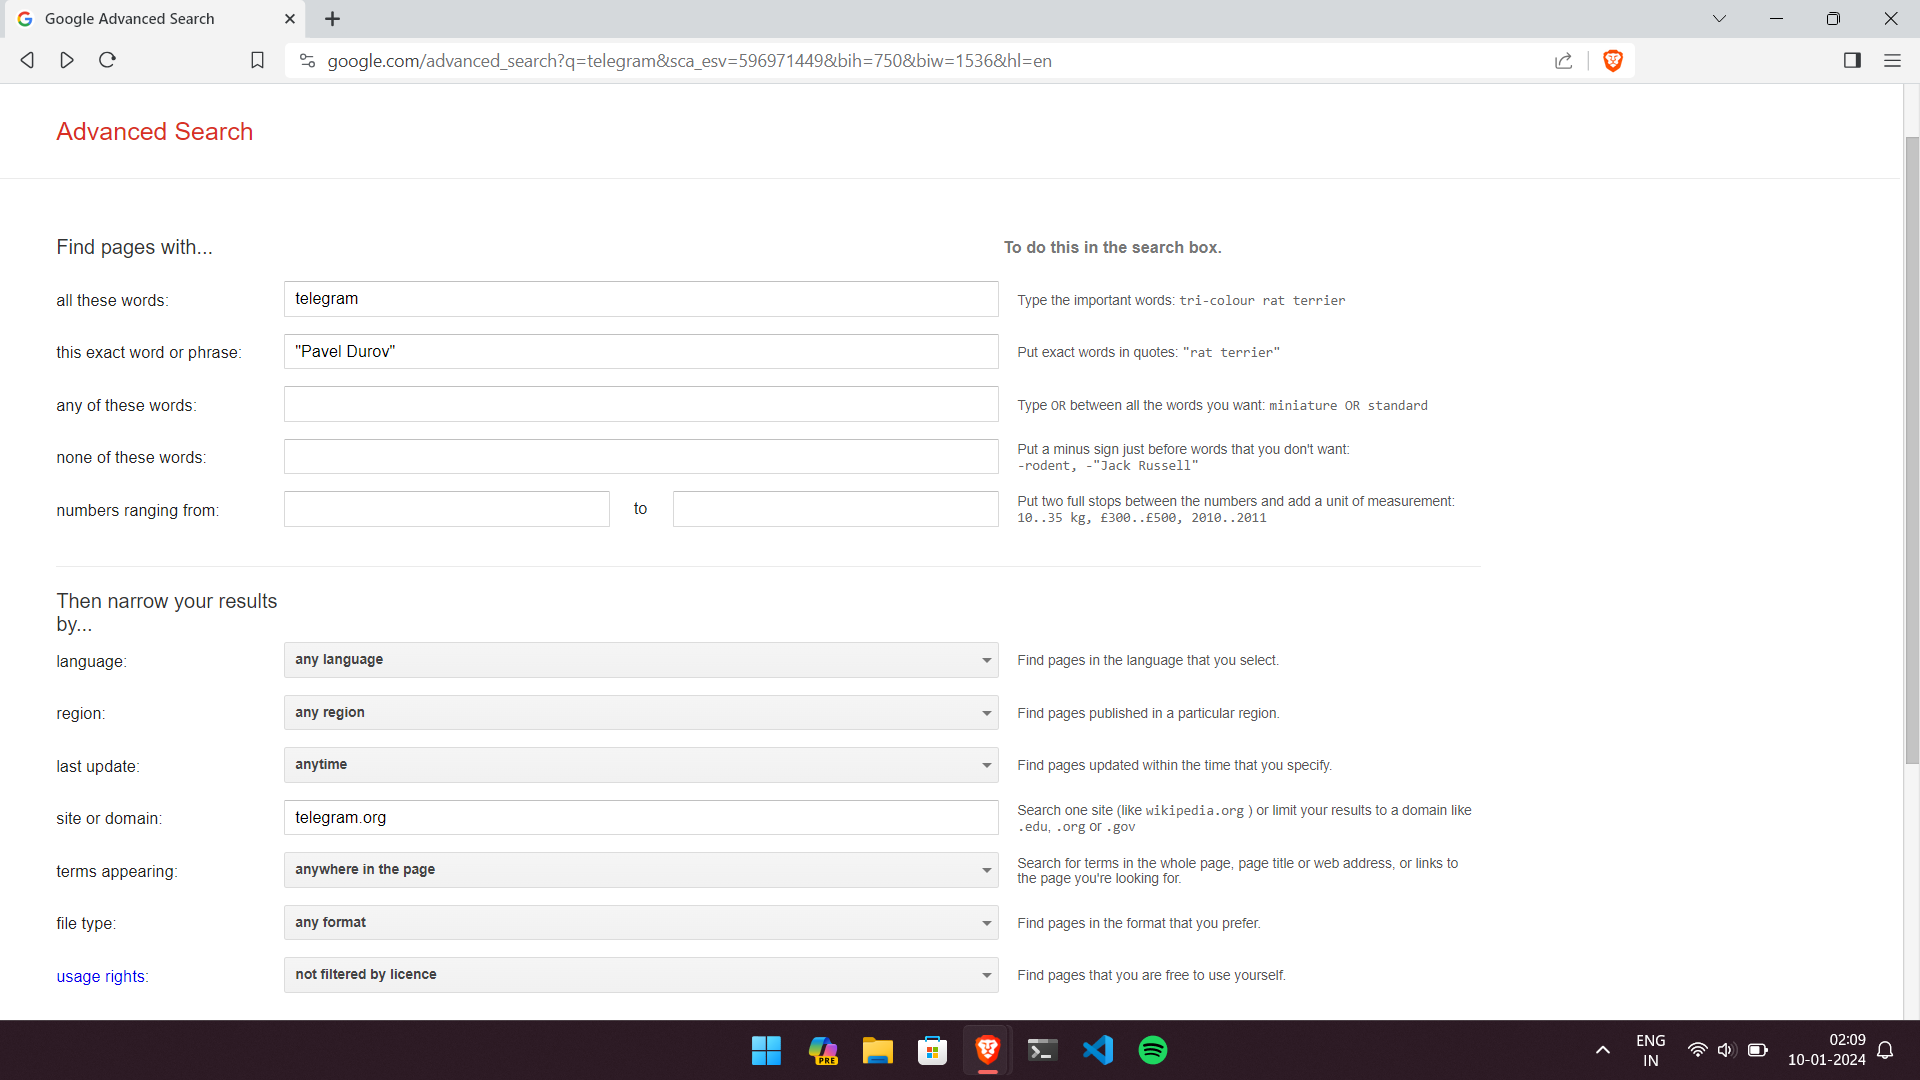 Google Advanced Search
google.com/advanced_search?q=telegram&sca_esv=596971449&bih=750&biw=1536&hl=en
Advanced Search
Find pages with...
To do this in the search box.
all these words:
telegram
Type the important words: tri-colour rat terrier
this exact word or phrase:
"Pavel Durov"
Put exact words in quotes: "rat terrier"
any of these words:
Type OR between all the words you want: miniature OR standard
none of these words:
Put a minus sign just before words that you don't want:
-rodent, -"Jack Russell"
numbers ranging from:
to
Put two full stops between the numbers and add a unit of measurement:
10..35 kg, £300..£500, 2010..2011
Then narrow your results
by...
language:
any language
Find pages in the language that you select.
region:
any region
Find pages published in a particular region.
last update:
anytime
Find pages updated within the time that you specify.
site or domain:
telegram.org
Search one site (like wikipedia.org ) or limit your results to a domain like
.edu, .org or .gov
terms appearing:
anywhere in the page
Search for terms in the whole page, page title or web address, or links to
the page you're looking for.
file type:
any format
Find pages in the format that you prefer.
usage rights:
not filtered by licence
Find pages that you are free to use yourself.
PRE
ENG
IN
02:09
10-01-2024